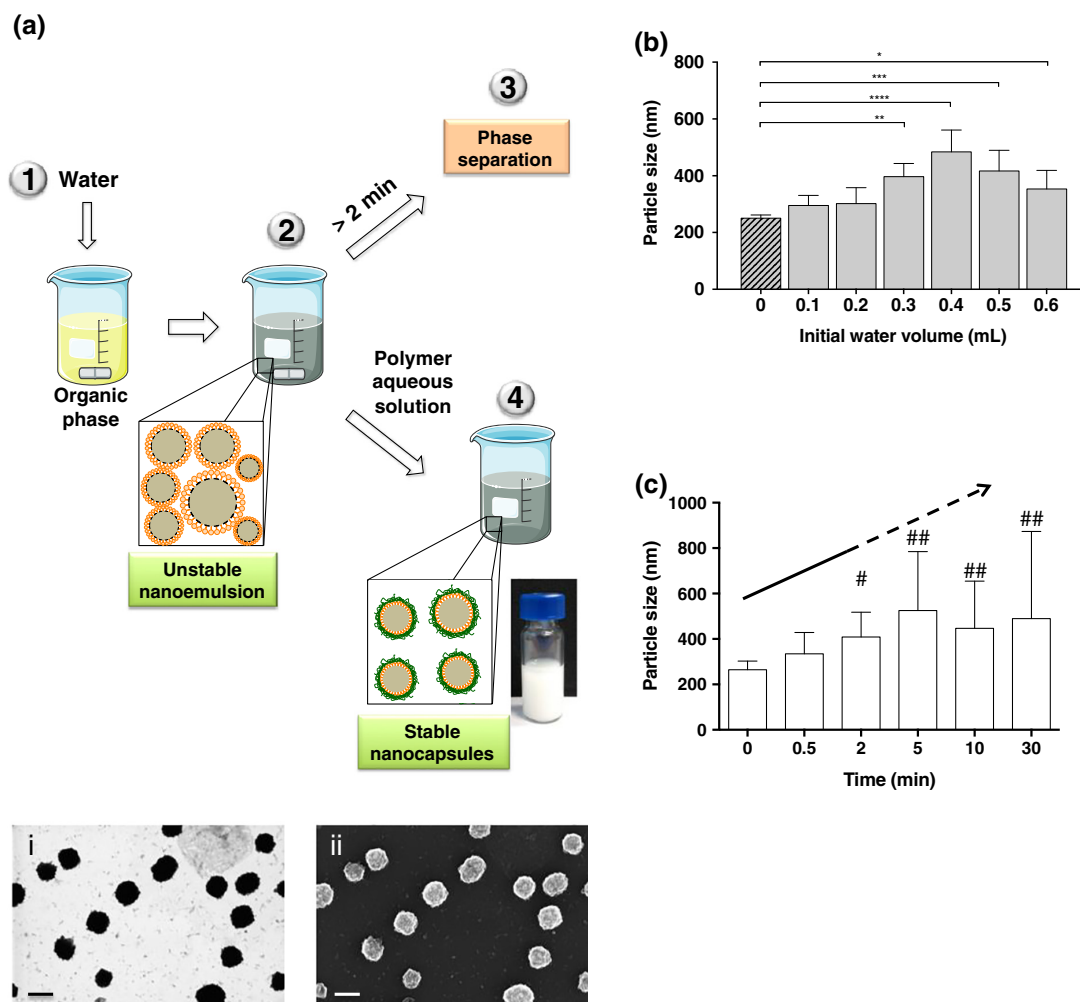 (a)
1 Water
Organic
phase
2
Unstable
nanoemulsion
> 2 min
3
Phase
separation
Polymer
aqueous
solution
4
Stable
nanocapsules
i
ii
(b)
Particle size (nm)
800
600
400
200
0
*
***
****
**
0 0.1 0.2 0.3 0.4 0.5 0.6
Initial water volume (mL)
(c)
Particle size (nm)
1000
800
600
400
200
0
#
##
##
##
0 0.5 2 5 10 30
Time (min)